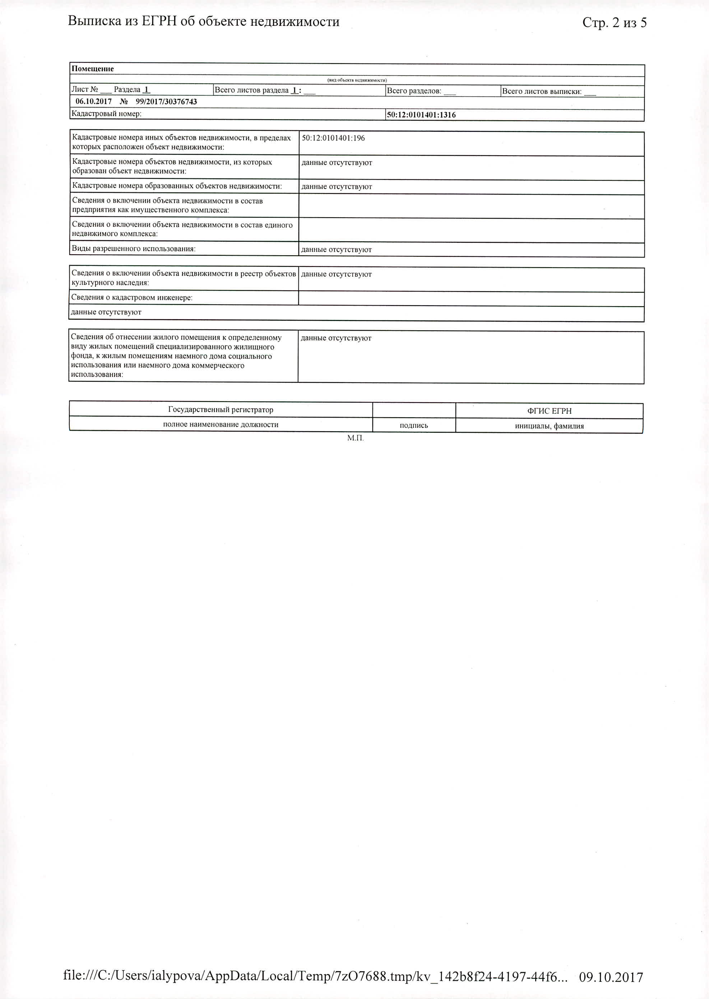 Выписка из ЕГРН об объекте недвижимости Стр. 2 из 5
Помещение
(вид объекта недвижимости)
Лист № ___ Раздела 1 Всего листов раздела 1 : ___ Всего разделов: ___ Всего листов выписки: ___
06.10.2017 № 99/2017/30376743
Кадастровый номер: 50:12:0101401:1316
Кадастровые номера иных объектов недвижимости, в пределах 50:12:0101401:196
которых расположен объект недвижимости:
Кадастровые номера объектов недвижимости, из которых данные отсутствуют
образован объект недвижимости:
Кадастровые номера образованных объектов недвижимости: данные отсутствуют
Сведения о включении объекта недвижимости в состав
предприятия как имущественного комплекса:
Сведения о включении объекта недвижимости в состав единого
недвижимого комплекса:
Виды разрешенного использования: данные отсутствуют
Сведения о включении объекта недвижимости в реестр объектов данные отсутствуют
культурного наследия:
Сведения о кадастровом инженере:
данные отсутствуют
Сведения об отнесении жилого помещения к определенному данные отсутствуют
виду жилых помещений специализированного жилищного
фонда, к жилым помещениям наемного дома социального
использования или наемного дома коммерческого
использования:
Государственный регистратор ФГИС ЕГРН
полное наименование должности подпись инициалы, фамилия
М.П.
file:///C:/Users/ialypova/AppData/Local/Temp/7zO7688.tmp/kv_142b8f24-4197-44f6... 09.10.2017